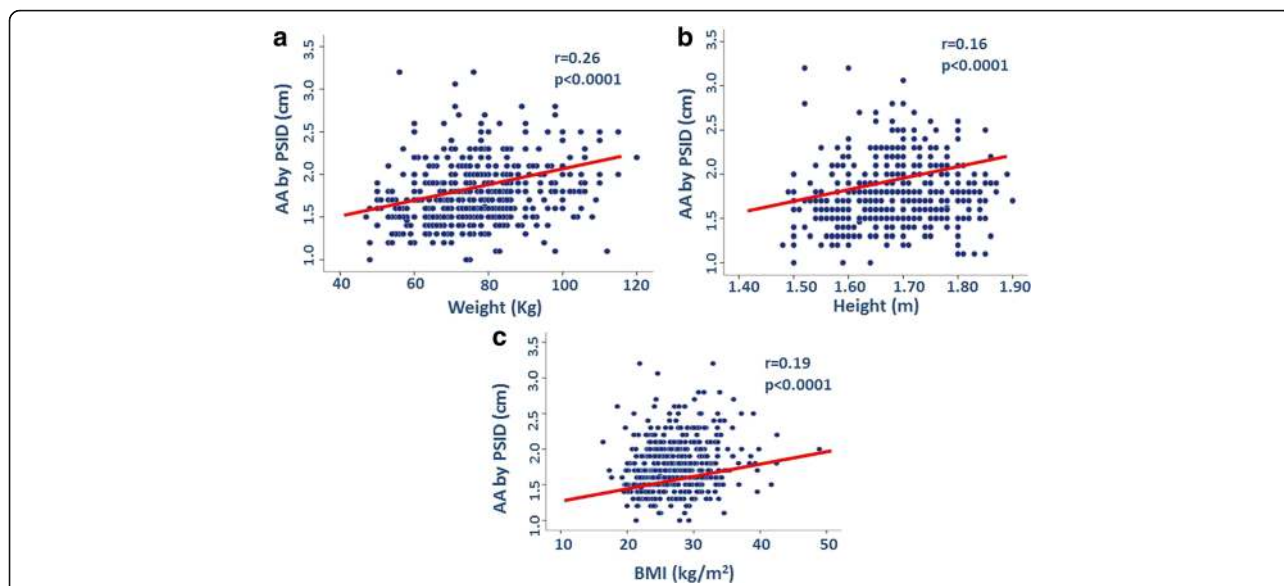 a
AA by PSID (cm)
3.5
3.0
2.5
2.0
1.5
1.0
r=0.26
p<0.0001
40 60 80 100 120
Weight (Kg)
b
AA by PSID (cm)
3.5
3.0
2.5
2.0
1.5
1.0
r=0.16
p<0.0001
1.40 1.50 1.60 1.70 1.80 1.90
Height (m)
c
AA by PSID (cm)
3.5
3.0
2.5
2.0
1.5
1.0
r=0.19
p<0.0001
10 20 30 40 50
BMI (kg/m²)